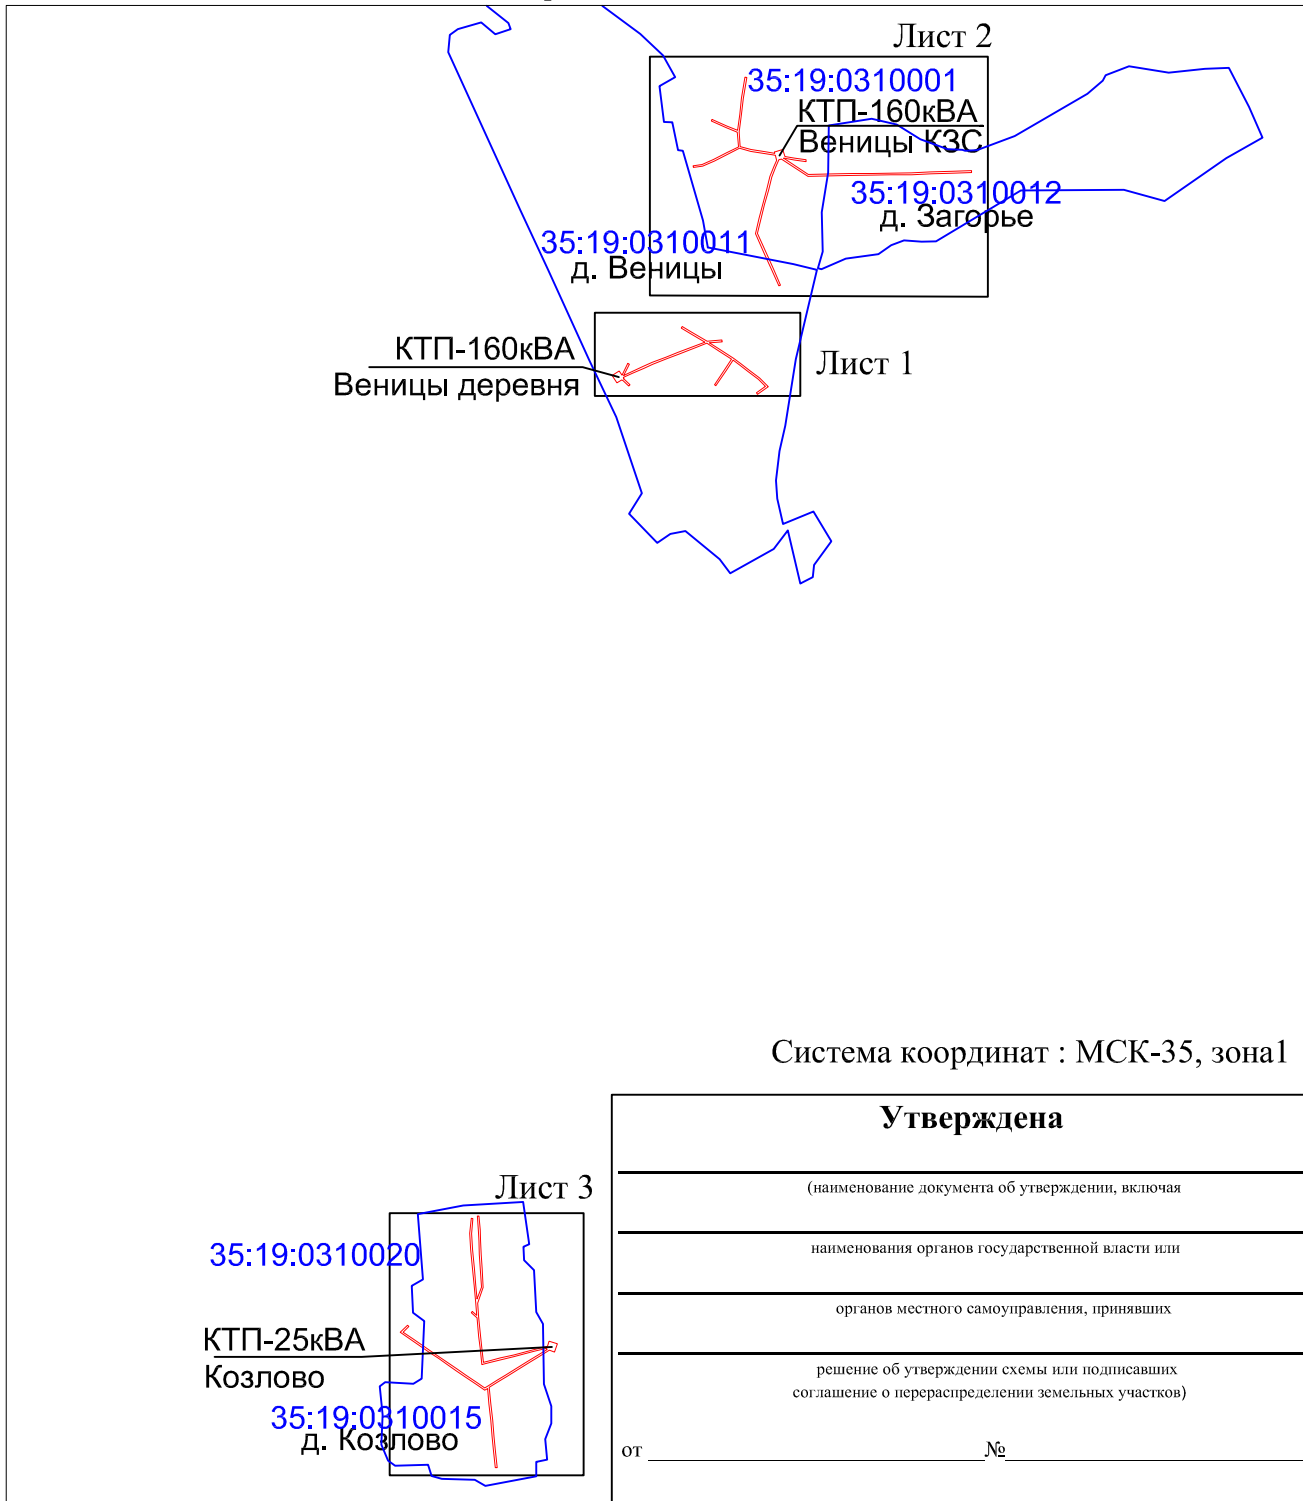 Лист 2
35:19:0310001
КТП-160кВА
Веницы КЗС
35:19:0310012
д. Загорье
35:19:0310011
д. Веницы
КТП-160кВА
Веницы деревня
Лист 1
Система координат : МСК-35, зона1
Утверждена
(наименование документа об утверждении, включая
наименования органов государственной власти или
органов местного самоуправления, принявших
решение об утверждении схемы или подписавших
соглашение о перераспределении земельных участков)
от № 
Лист 3
35:19:0310020
КТП-25кВА
Козлово
35:19:0310015
д. Козлово